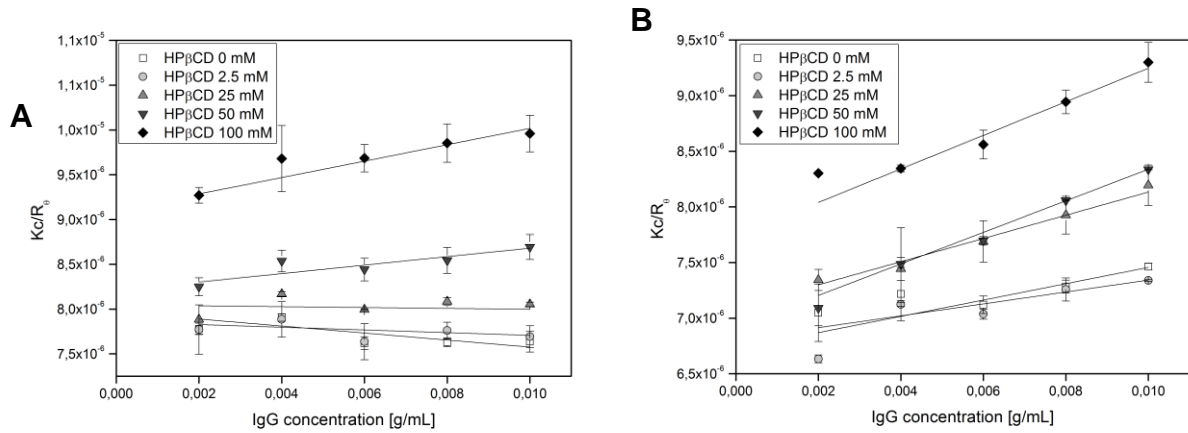 A
1,1x10⁻⁵
1,1x10⁻⁵
1,0x10⁻⁵
9,5x10⁻⁶
9,0x10⁻⁶
8,5x10⁻⁶
8,0x10⁻⁶
7,5x10⁻⁶
Kc/Rθ
HPβCD 0 mM
HPβCD 2.5 mM
HPβCD 25 mM
HPβCD 50 mM
HPβCD 100 mM
0,000 0,002 0,004 0,006 0,008 0,010
IgG concentration [g/mL]
B
9,5x10⁻⁶
9,0x10⁻⁶
8,5x10⁻⁶
8,0x10⁻⁶
7,5x10⁻⁶
7,0x10⁻⁶
6,5x10⁻⁶
Kc/Rθ
HPβCD 0 mM
HPβCD 2.5 mM
HPβCD 25 mM
HPβCD 50 mM
HPβCD 100 mM
0,000 0,002 0,004 0,006 0,008 0,010
IgG concentration [g/mL]